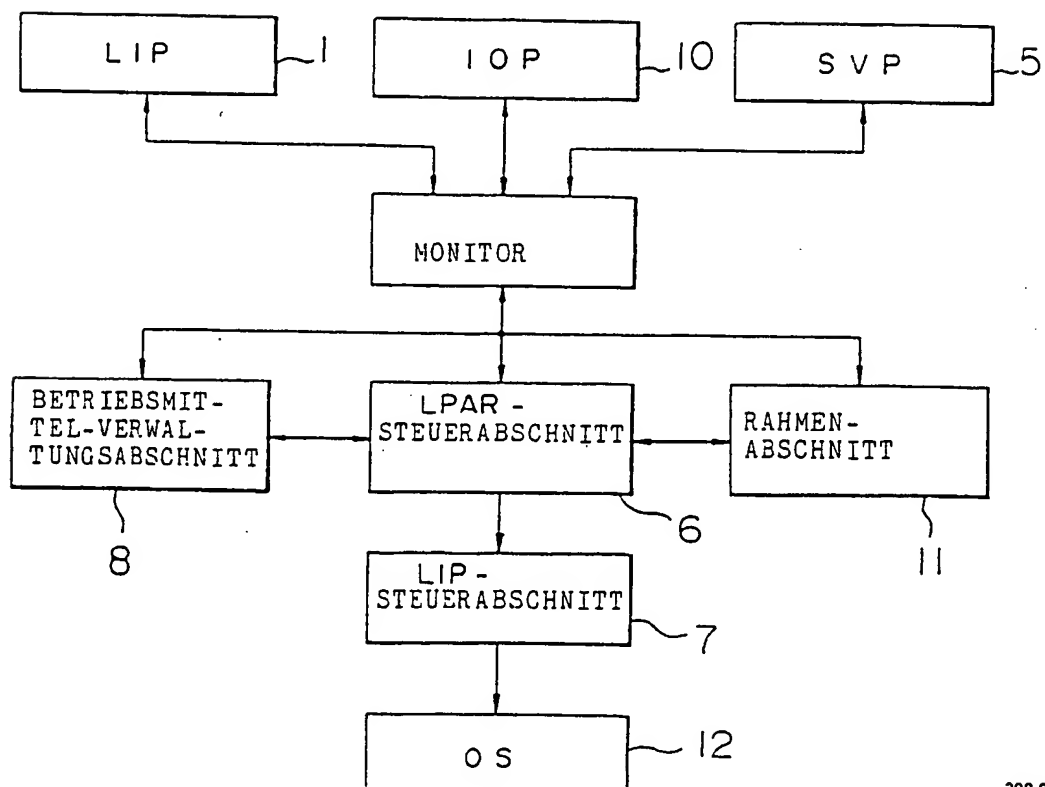 LIP
1
IOP
10
SVP
5
MONITOR
BETRIEBSMIT-
TEL-VERWAL-
TUNGSABSCHNITT
8
LPAR-
STEUERABSCHNITT
6
RAHMEN-
ABSCHNITT
11
LIP-
STEUERABSCHNITT
7
OS
12